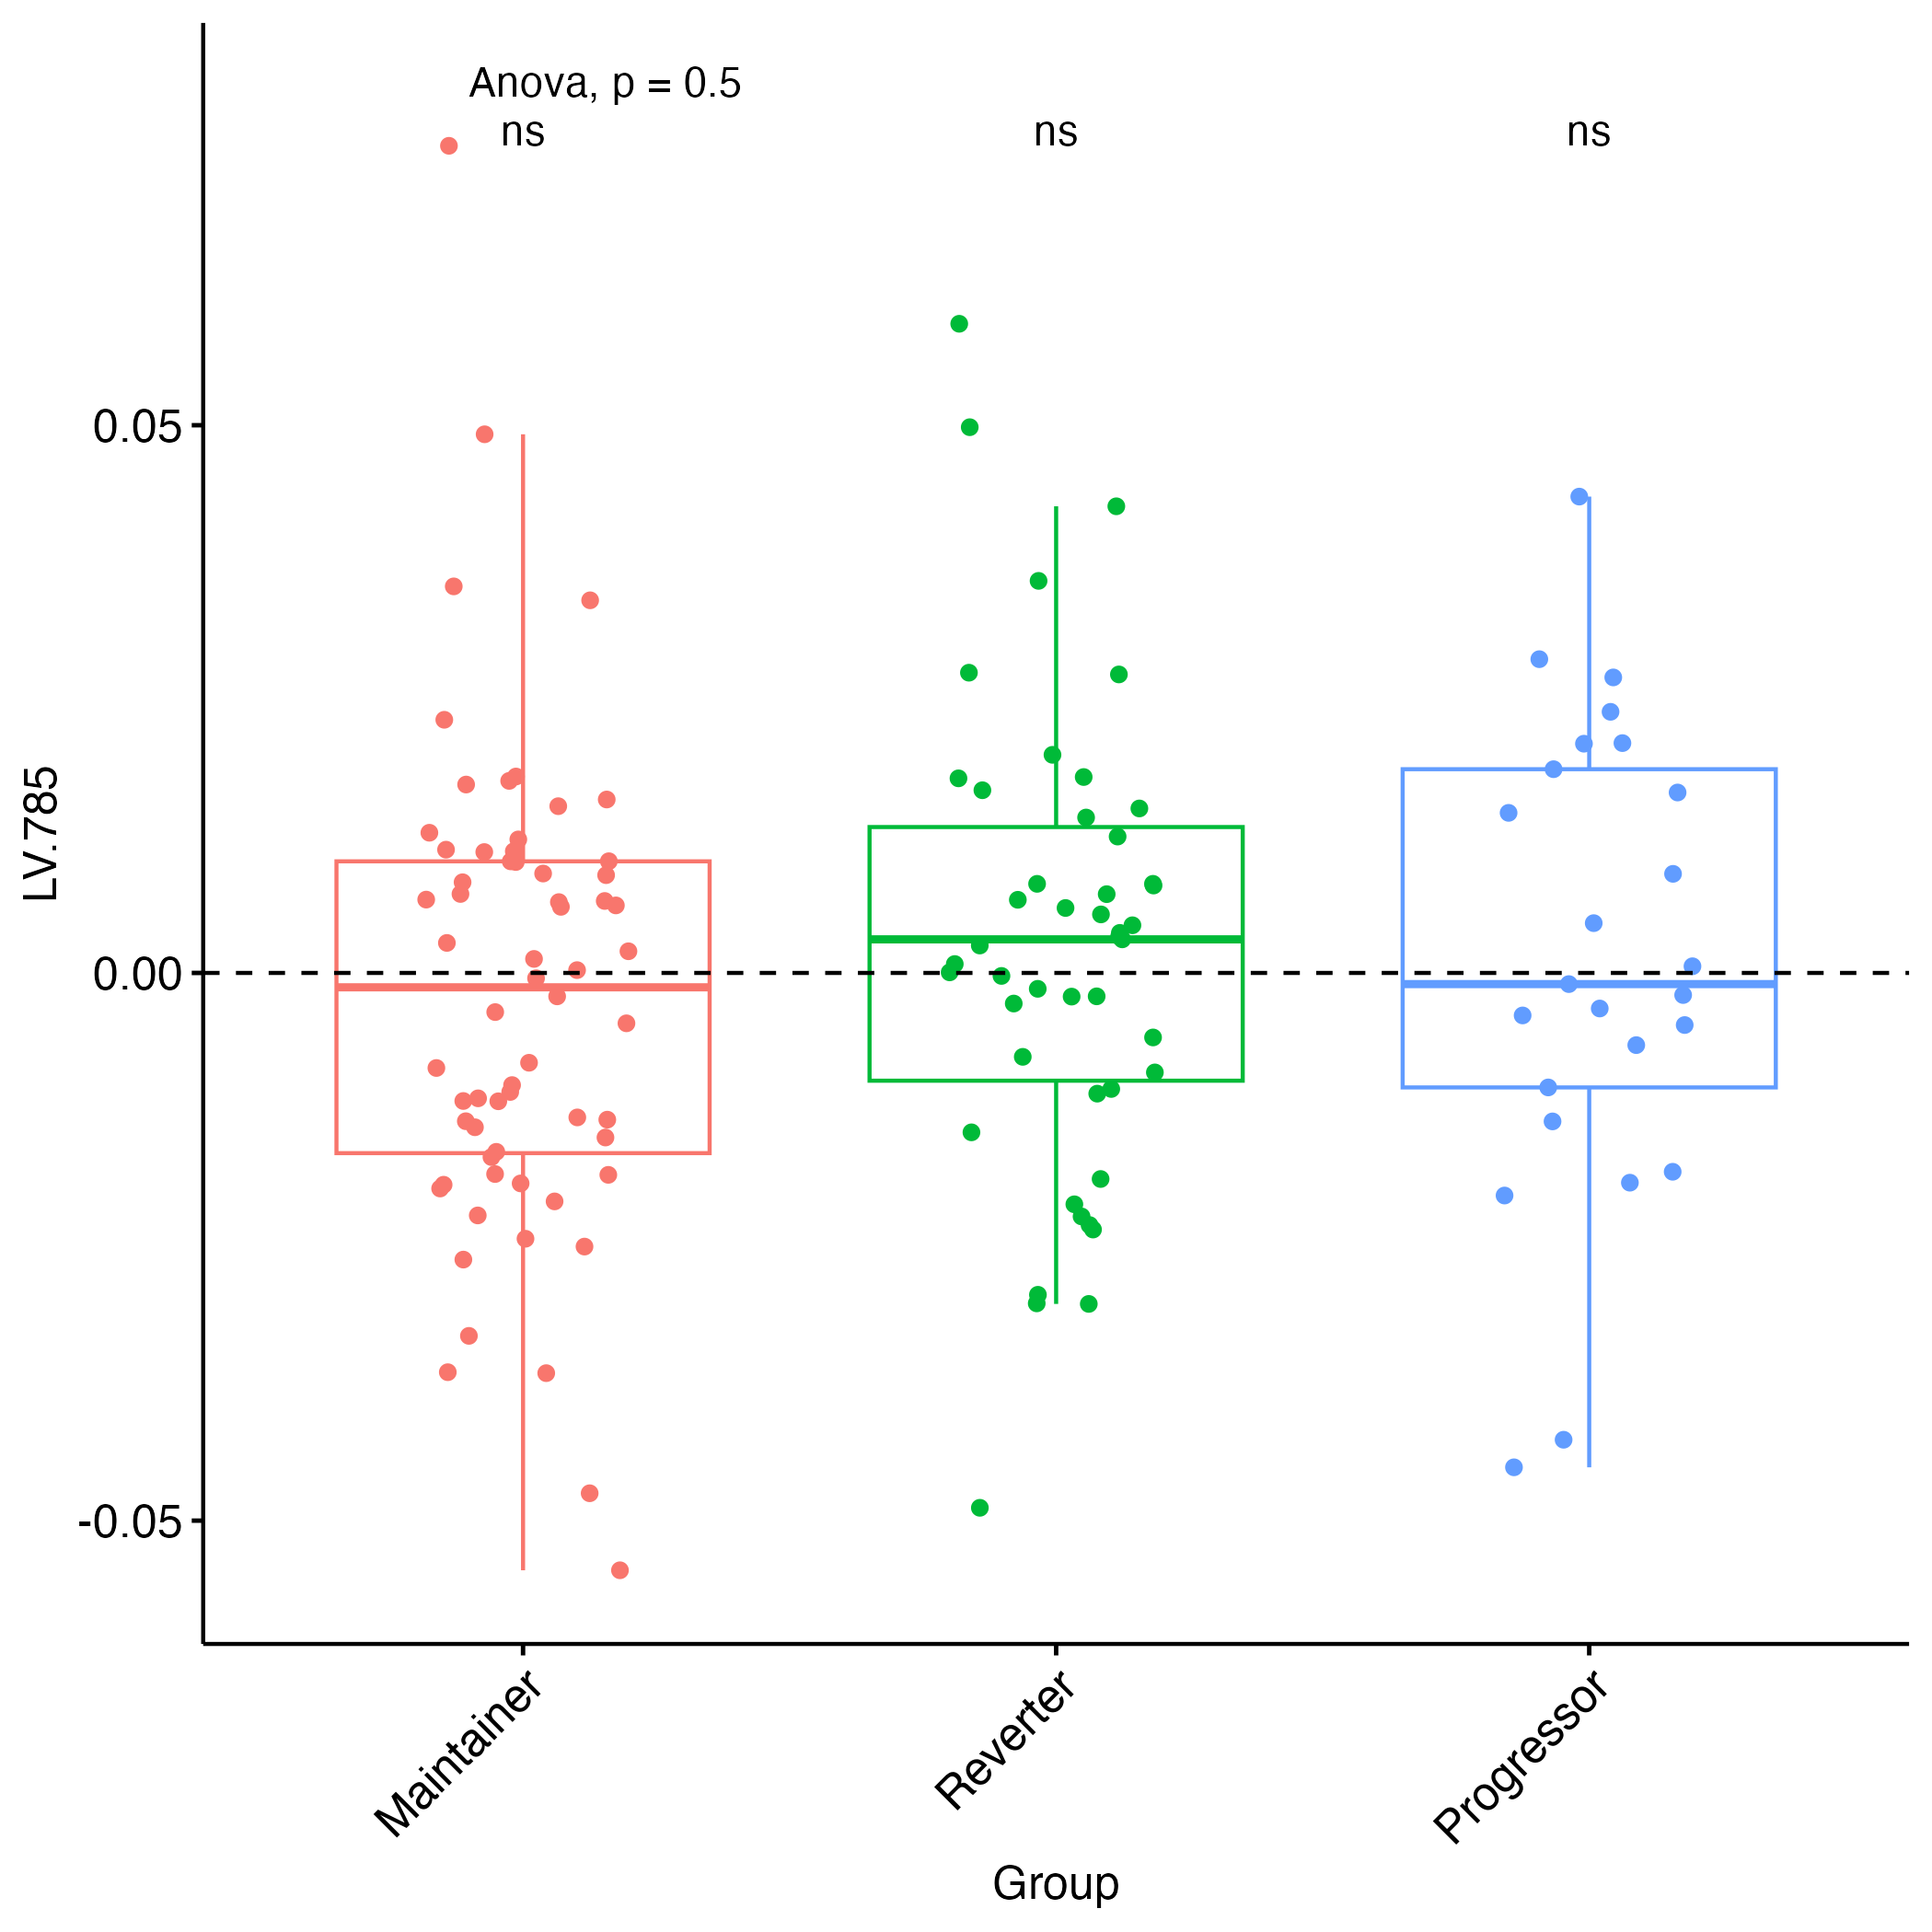 Anova, p = 0.5
ns ns ns
LV.785
0.05
0.00
-0.05
Maintainer Reverter Progressor
Group